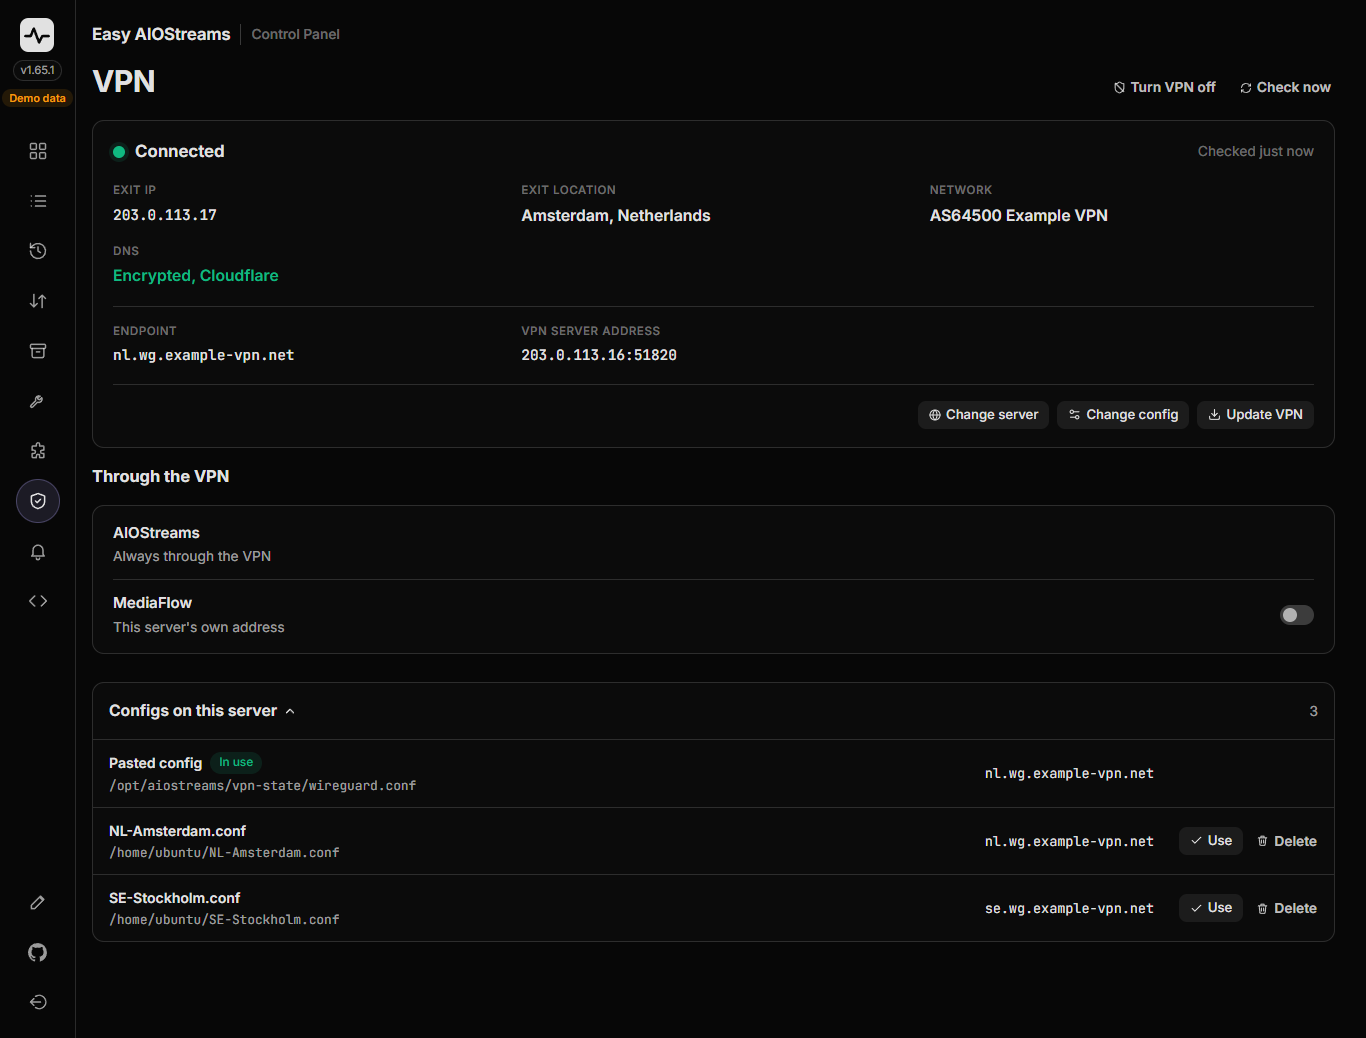 Easy AIOStreams
Control Panel
v1.65.1
Demo data
VPN
Turn VPN off
Check now
Connected
Checked just now
EXIT IP
EXIT LOCATION
NETWORK
203.0.113.17
Amsterdam, Netherlands
AS64500 Example VPN
DNS
Encrypted, Cloudflare
ENDPOINT
VPN SERVER ADDRESS
nl.wg.example-vpn.net
203.0.113.16:51820
Change server
Change config
Update VPN
Through the VPN
AIOStreams
Always through the VPN
MediaFlow
This server's own address
Configs on this server
3
Pasted config
In use
/opt/aiostreams/vpn-state/wireguard.conf
nl.wg.example-vpn.net
NL-Amsterdam.conf
/home/ubuntu/NL-Amsterdam.conf
nl.wg.example-vpn.net
Use
Delete
SE-Stockholm.conf
/home/ubuntu/SE-Stockholm.conf
se.wg.example-vpn.net
Use
Delete